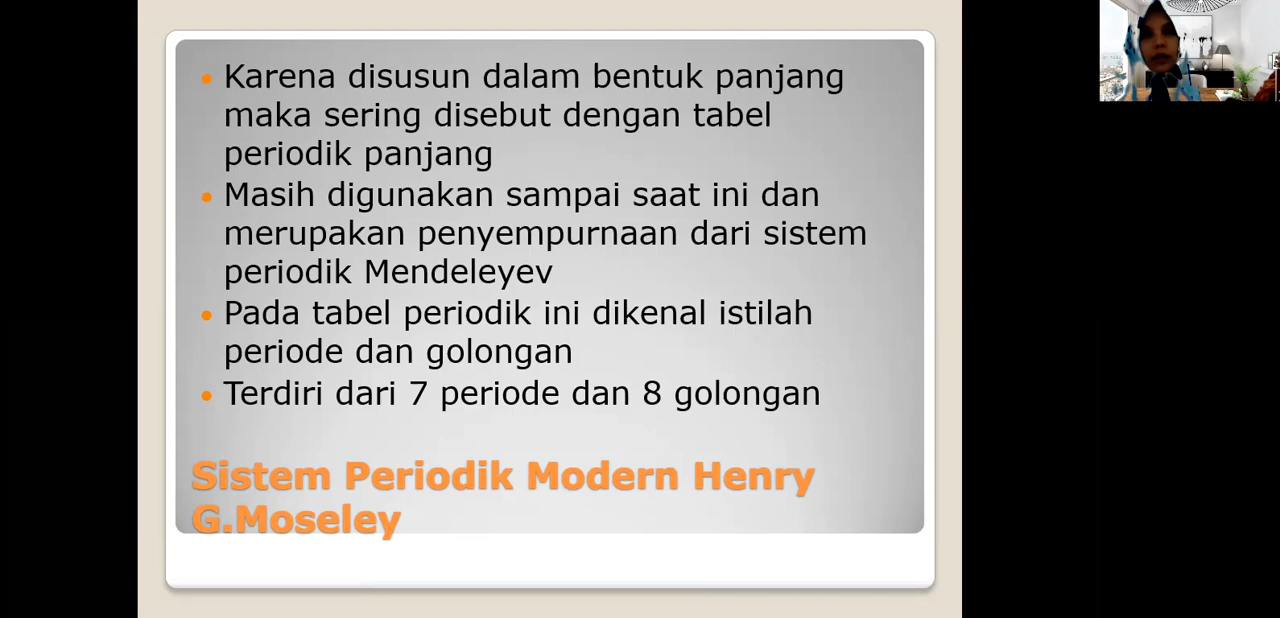 Karena disusun dalam bentuk panjang
maka sering disebut dengan tabel
periodik panjang
Masih digunakan sampai saat ini dan
merupakan penyempurnaan dari sistem
periodik Mendeleyev
Pada tabel periodik ini dikenal istilah
periode dan golongan
Terdiri dari 7 periode dan 8 golongan
Sistem Periodik Modern Henry
G.Moseley